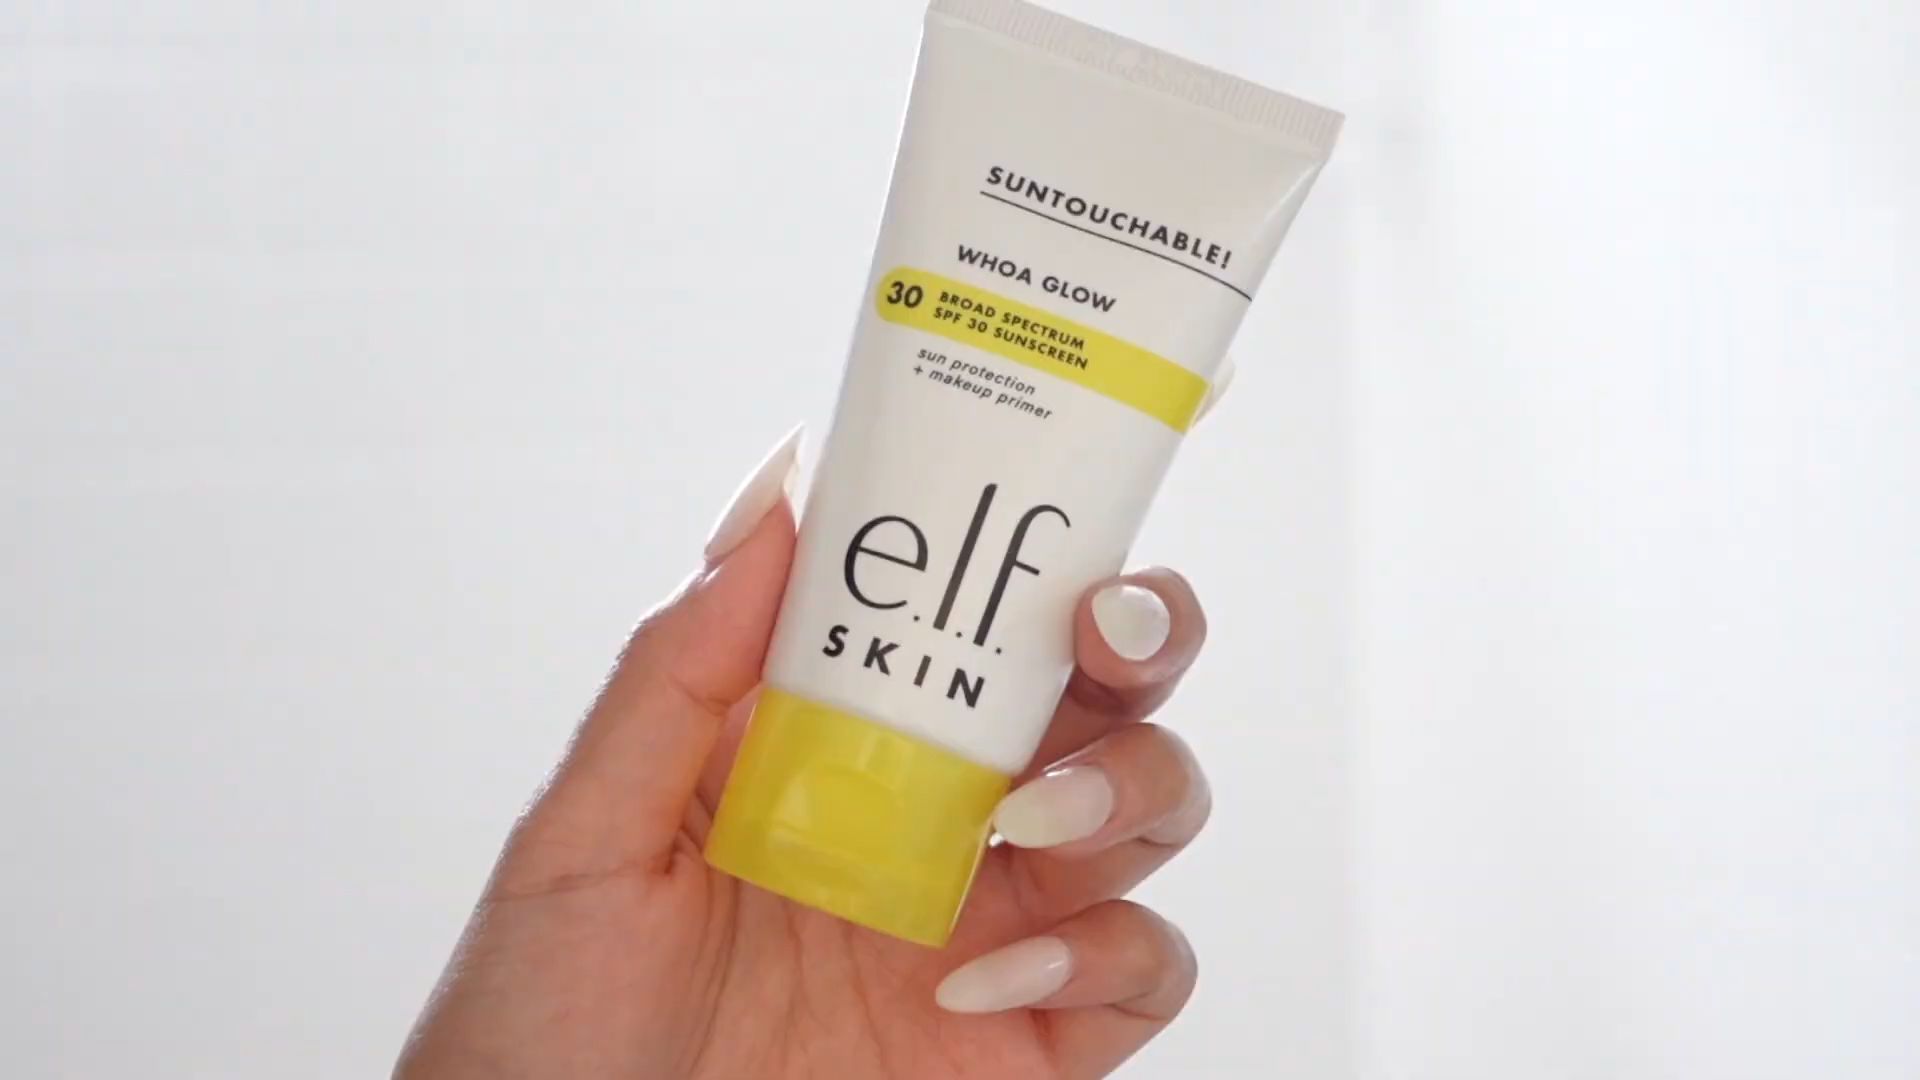 SUNTOUCHABLE!
WHOA GLOW
30
BROAD SPECTRUM
SPF 30 SUNSCREEN
sun protection
+ makeup primer
e.l.f.
SKIN